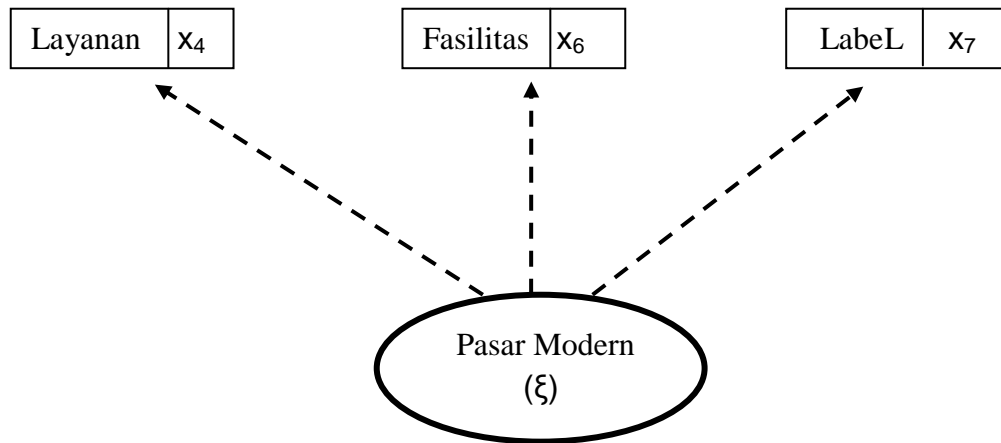 Layanan x₄
Fasilitas x₆
LabeL x₇
Pasar Modern
(ξ)